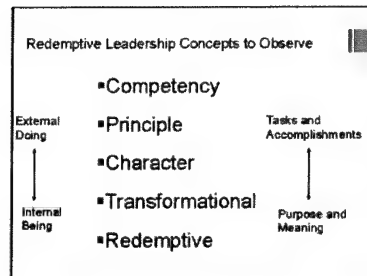 Redemptive Leadership Concepts to Observe
▪Competency
External
Doing
▪Principle
Tasks and
Accomplishments
▪Character
▪Transformational
Internal
Being
Purpose and
Meaning
▪Redemptive